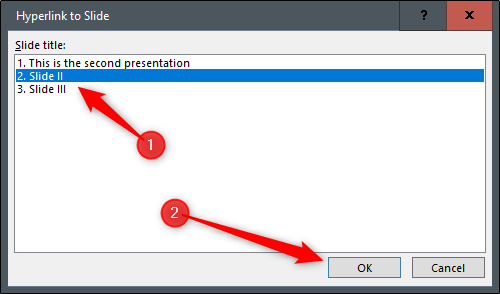 Hyperlink to Slide
? x
Slide title:
1. This is the second presentation
2. Slide II
3. Slide III
1
2
OK Cancel